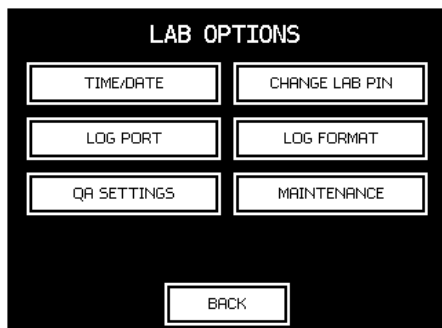 LAB OPTIONS
TIME/DATE
CHANGE LAB PIN
LOG PORT
LOG FORMAT
QA SETTINGS
MAINTENANCE
BACK